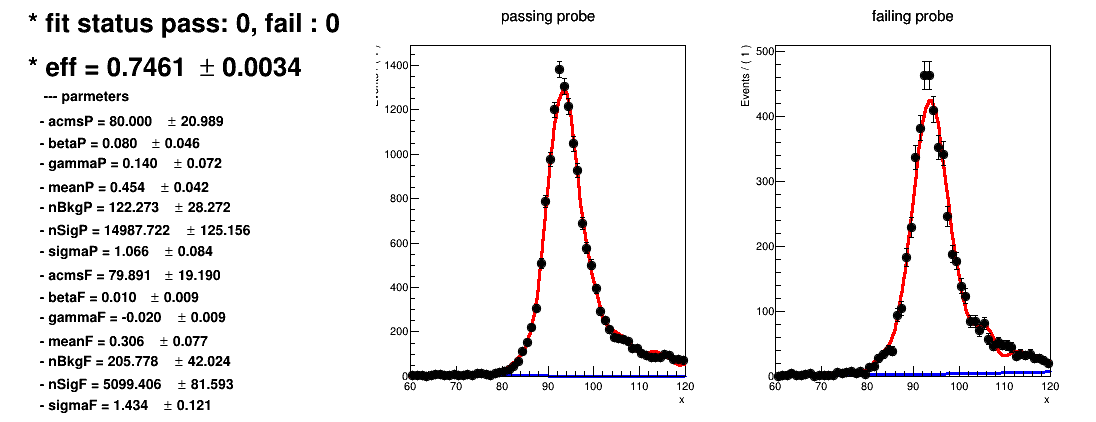 * fit status pass: 0, fail : 0
* eff = 0.7461 ± 0.0034
--- parmeters
- acmsP = 80.000 ± 20.989
- betaP = 0.080 ± 0.046
- gammaP = 0.140 ± 0.072
- meanP = 0.454 ± 0.042
- nBkgP = 122.273 ± 28.272
- nSigP = 14987.722 ± 125.156
- sigmaP = 1.066 ± 0.084
- acmsF = 79.891 ± 19.190
- betaF = 0.010 ± 0.009
- gammaF = -0.020 ± 0.009
- meanF = 0.306 ± 0.077
- nBkgF = 205.778 ± 42.024
- nSigF = 5099.406 ± 81.593
- sigmaF = 1.434 ± 0.121
passing probe
1400
1200
1000
800
600
400
200
0
60 70 80 90 100 110 120
x
failing probe
Events / ( 1 )
500
400
300
200
100
0
60 70 80 90 100 110 120
x